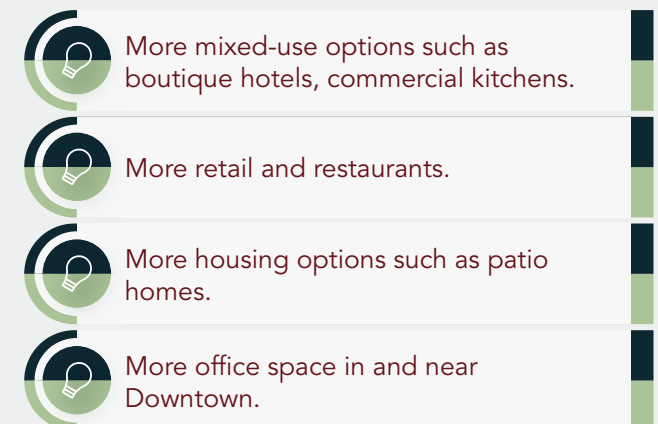 More mixed-use options such as
boutique hotels, commercial kitchens.
More retail and restaurants.
More housing options such as patio
homes.
More office space in and near
Downtown.